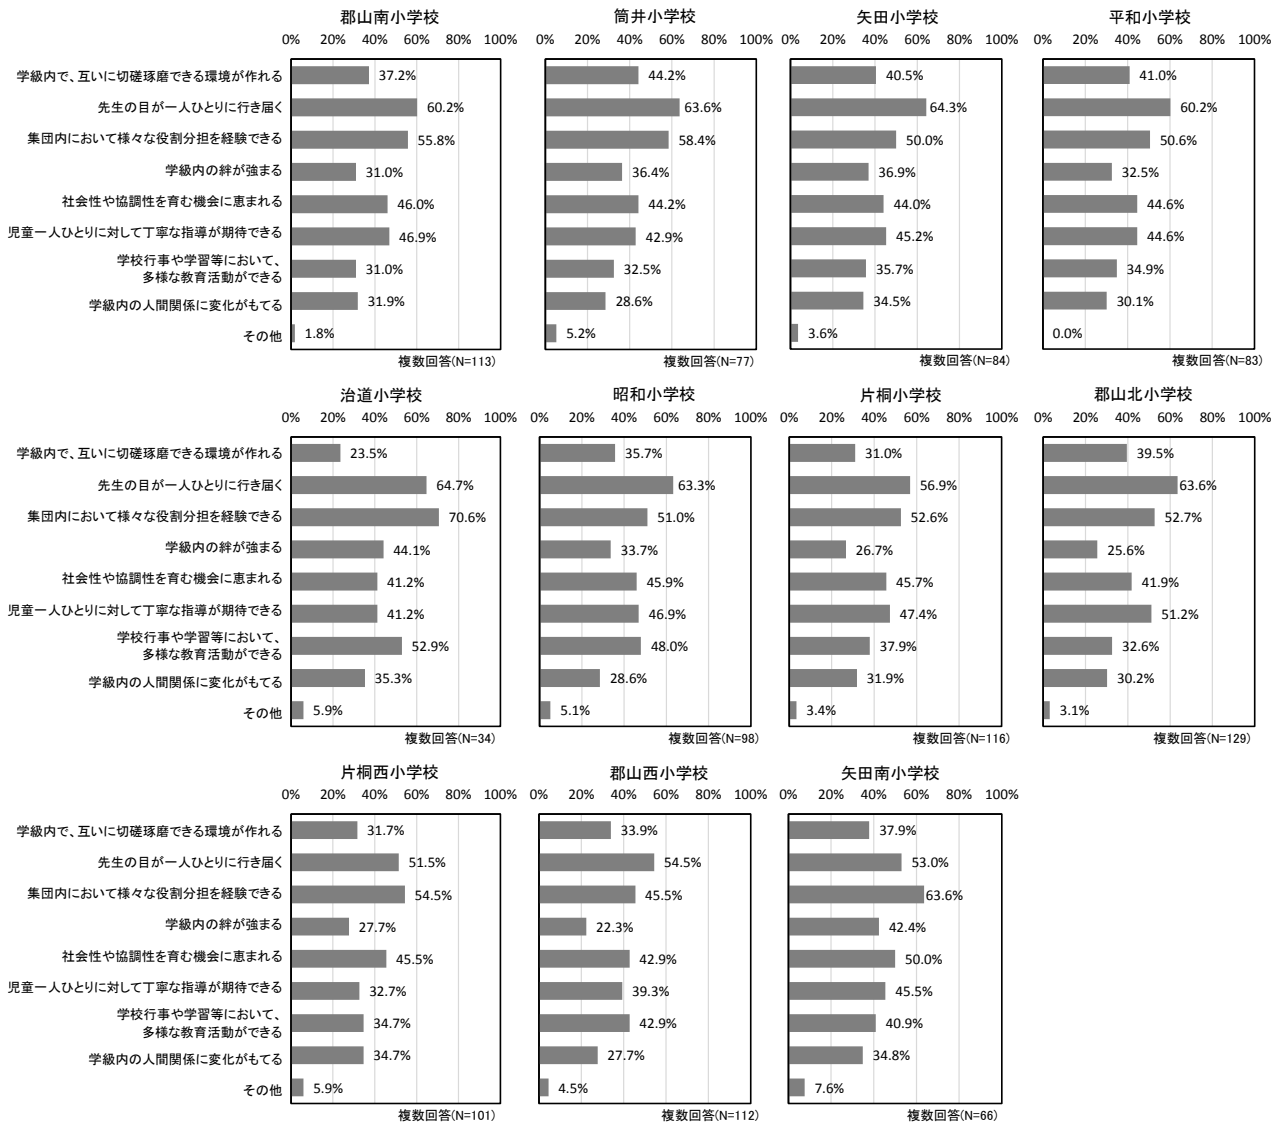 郡山南小学校 筒井小学校 矢田小学校 平和小学校
0% 20% 40% 60% 80% 100% 0% 20% 40% 60% 80% 100% 0% 20% 40% 60% 80% 100% 0% 20% 40% 60% 80% 100%
学級内で、互いに切磋琢磨できる環境が作れる 37.2% 44.2% 40.5% 41.0%
先生の目が一人ひとりに行き届く 60.2% 63.6% 64.3% 60.2%
集団内において様々な役割分担を経験できる 55.8% 58.4% 50.0% 50.6%
学級内の絆が強まる 31.0% 36.4% 36.9% 32.5%
社会性や協調性を育む機会に恵まれる 46.0% 44.2% 44.0% 44.6%
児童一人ひとりに対して丁寧な指導が期待できる 46.9% 42.9% 45.2% 44.6%
学校行事や学習等において、
多様な教育活動ができる 31.0% 32.5% 35.7% 34.9%
学級内の人間関係に変化がもてる 31.9% 28.6% 34.5% 30.1%
その他 1.8% 5.2% 3.6% 0.0%
複数回答(N=113) 複数回答(N=77) 複数回答(N=84) 複数回答(N=83)
治道小学校 昭和小学校 片桐小学校 郡山北小学校
0% 20% 40% 60% 80% 100% 0% 20% 40% 60% 80% 100% 0% 20% 40% 60% 80% 100% 0% 20% 40% 60% 80% 100%
学級内で、互いに切磋琢磨できる環境が作れる 23.5% 35.7% 31.0% 39.5%
先生の目が一人ひとりに行き届く 64.7% 63.3% 56.9% 63.6%
集団内において様々な役割分担を経験できる 70.6% 51.0% 52.6% 52.7%
学級内の絆が強まる 44.1% 33.7% 26.7% 25.6%
社会性や協調性を育む機会に恵まれる 41.2% 45.9% 45.7% 41.9%
児童一人ひとりに対して丁寧な指導が期待できる 41.2% 46.9% 47.4% 51.2%
学校行事や学習等において、
多様な教育活動ができる 52.9% 48.0% 37.9% 32.6%
学級内の人間関係に変化がもてる 35.3% 28.6% 31.9% 30.2%
その他 5.9% 5.1% 3.4% 3.1%
複数回答(N=34) 複数回答(N=98) 複数回答(N=116) 複数回答(N=129)
片桐西小学校 郡山西小学校 矢田南小学校
0% 20% 40% 60% 80% 100% 0% 20% 40% 60% 80% 100% 0% 20% 40% 60% 80% 100%
学級内で、互いに切磋琢磨できる環境が作れる 31.7% 33.9% 37.9%
先生の目が一人ひとりに行き届く 51.5% 54.5% 53.0%
集団内において様々な役割分担を経験できる 54.5% 45.5% 63.6%
学級内の絆が強まる 27.7% 22.3% 42.4%
社会性や協調性を育む機会に恵まれる 45.5% 42.9% 50.0%
児童一人ひとりに対して丁寧な指導が期待できる 32.7% 39.3% 45.5%
学校行事や学習等において、
多様な教育活動ができる 34.7% 42.9% 40.9%
学級内の人間関係に変化がもてる 34.7% 27.7% 34.8%
その他 5.9% 4.5% 7.6%
複数回答(N=101) 複数回答(N=112) 複数回答(N=66)